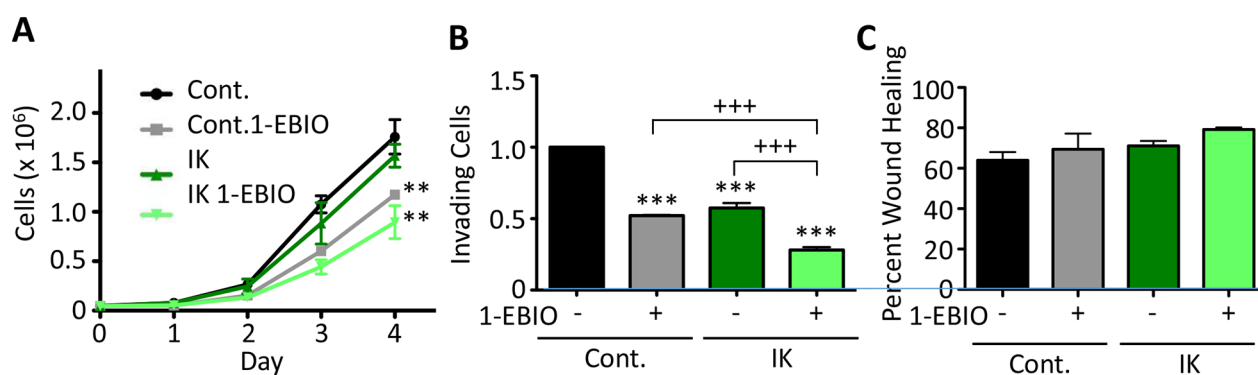 A
Cells (x 10⁶)
2.0
1.5
1.0
0.5
0
Cont.
Cont.1-EBIO
IK
IK 1-EBIO
**
**
0 1 2 3 4
Day
B
Invading Cells
1.5
1.0
0.5
0
+++
+++
***
***
***
1-EBIO - + - +
Cont. IK
C
Percent Wound Healing
100
80
60
40
20
0
1-EBIO - + - +
Cont. IK